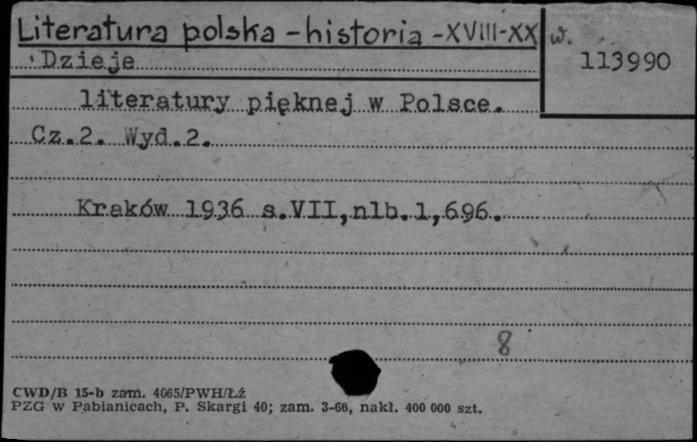 Literatura polska - historia - XVIII-XX w.
113990
Dzieje
literatury pięknej w Polsce.
Cz.2. Wyd.2.
Kraków 1936 s.VII,nlb.1,696.
8
CWD/B 15-b zam. 4065/PWH/Łź
PZG w Pabianicach, P. Skargi 40; zam. 3-66, nakł. 400 000 szt.